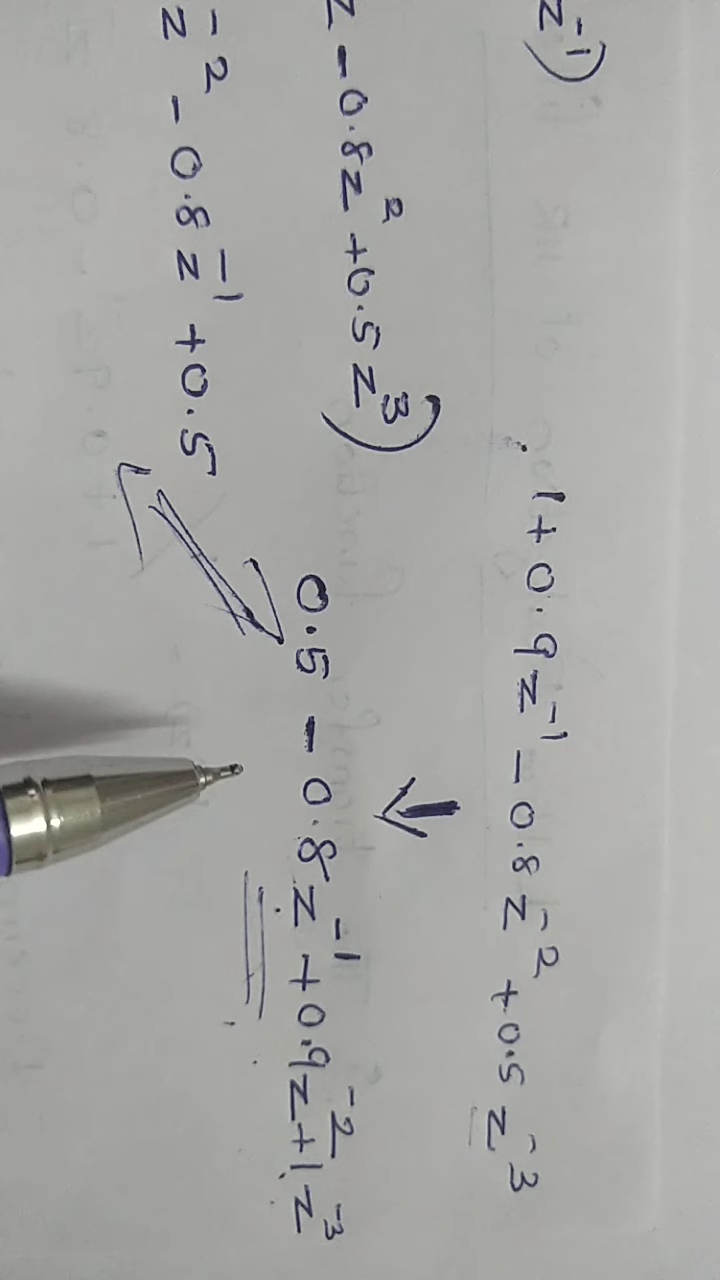 z⁻¹)
1 + 0.9z⁻¹ - 0.8z⁻² + 0.5z⁻³
z - 0.8z² + 0.5z³)
↓
0.5 - 0.8z⁻¹ + 0.9z⁻² + 1z⁻³
z⁻² - 0.8z⁻¹ + 0.5